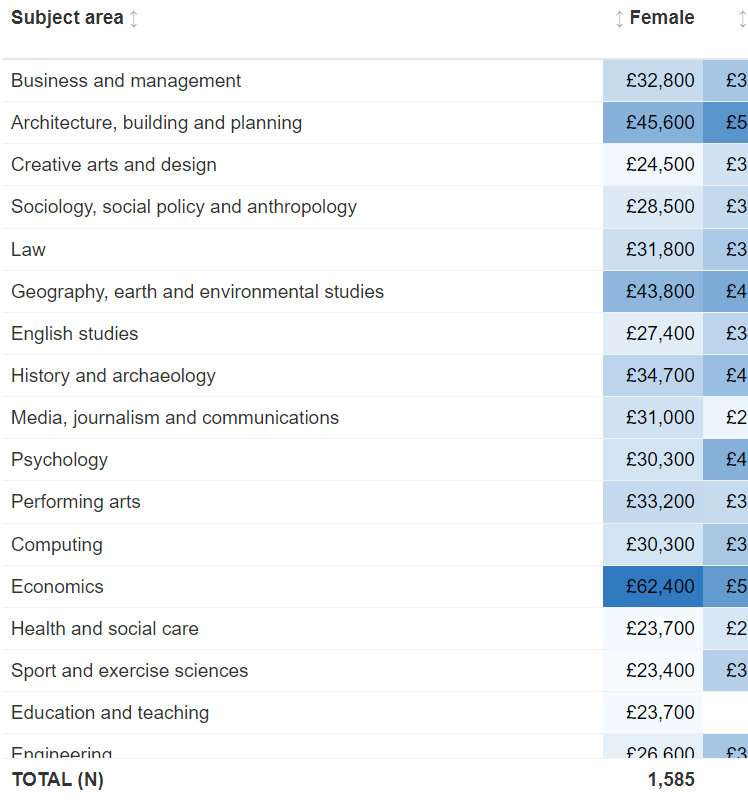 Subject area Female
Business and management £32,800 £3
Architecture, building and planning £45,600 £5
Creative arts and design £24,500 £3
Sociology, social policy and anthropology £28,500 £3
Law £31,800 £3
Geography, earth and environmental studies £43,800 £4
English studies £27,400 £3
History and archaeology £34,700 £4
Media, journalism and communications £31,000 £2
Psychology £30,300 £4
Performing arts £33,200 £3
Computing £30,300 £3
Economics £62,400 £5
Health and social care £23,700 £2
Sport and exercise sciences £23,400 £3
Education and teaching £23,700
Engineering £26,600 £3
TOTAL (N) 1,585